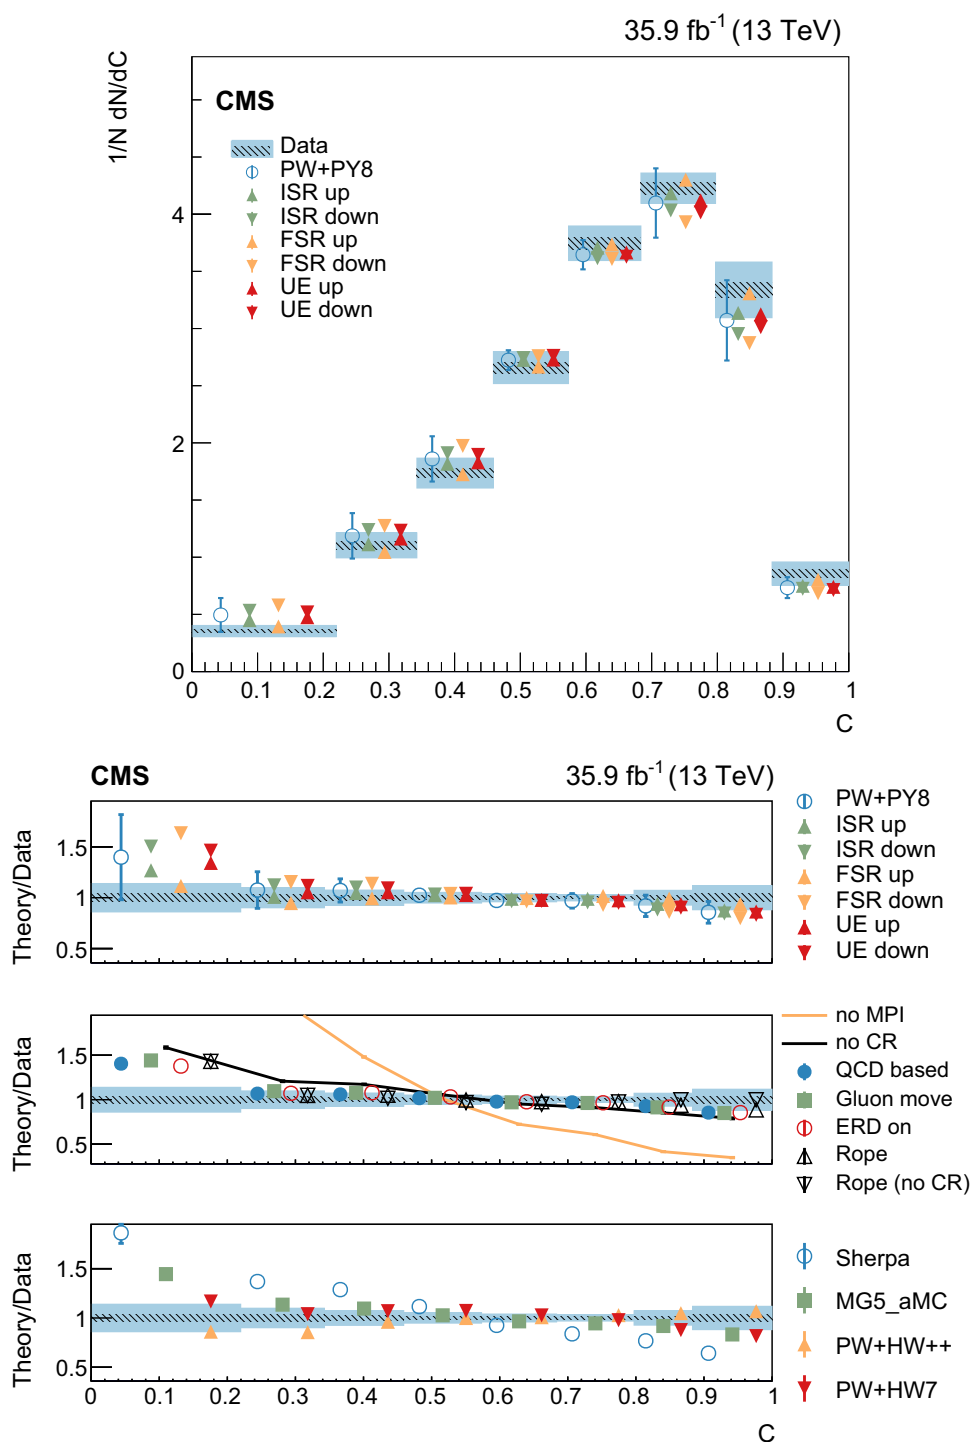 35.9 fb⁻¹ (13 TeV)
1/N dN/dC
CMS
Data
PW+PY8
ISR up
ISR down
FSR up
FSR down
UE up
UE down
4
2
0
0 0.1 0.2 0.3 0.4 0.5 0.6 0.7 0.8 0.9 1
C
CMS 35.9 fb⁻¹ (13 TeV)
Theory/Data
1.5
1
0.5
PW+PY8
ISR up
ISR down
FSR up
FSR down
UE up
UE down
Theory/Data
1.5
1
0.5
no MPI
no CR
QCD based
Gluon move
ERD on
Rope
Rope (no CR)
Theory/Data
1.5
1
0.5
Sherpa
MG5_aMC
PW+HW++
PW+HW7
0 0.1 0.2 0.3 0.4 0.5 0.6 0.7 0.8 0.9 1
C